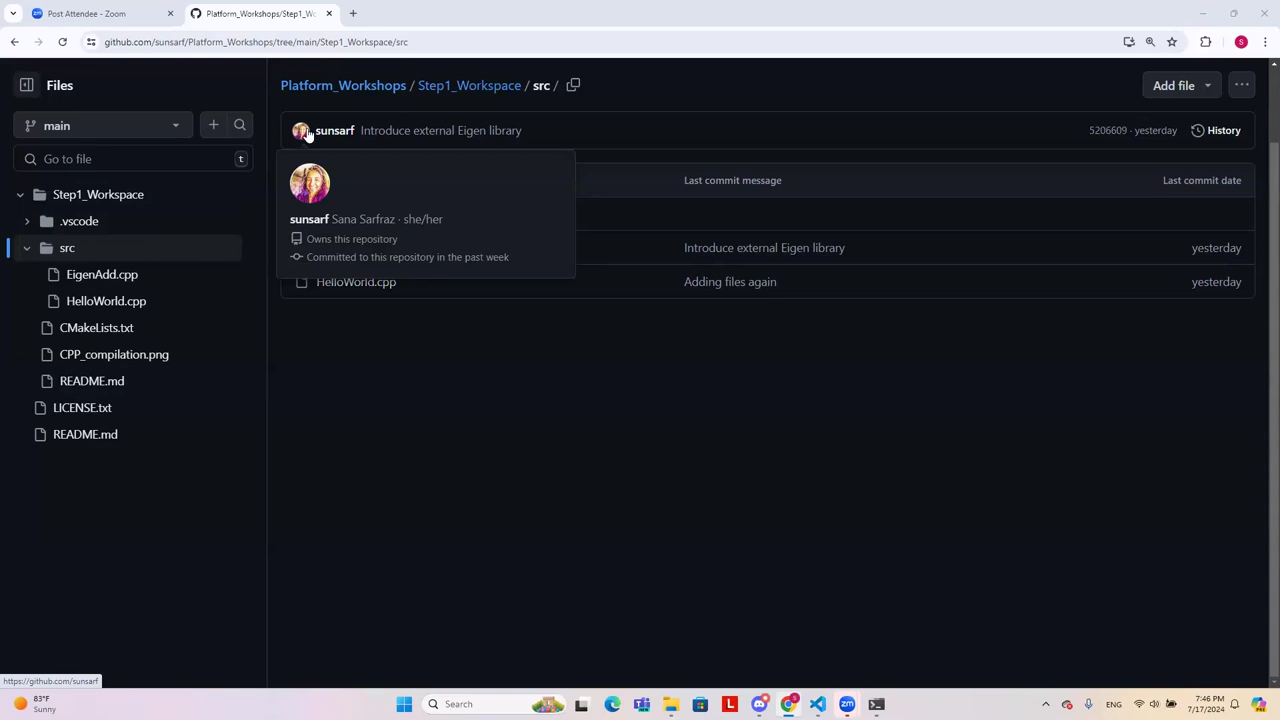 Post Attendee - Zoom
Platform_Workshops/Step1_Wo
github.com/sunsarf/Platform_Workshops/tree/main/Step1_Workspace/src
S
Files
main
Go to file
t
Step1_Workspace
.vscode
src
EigenAdd.cpp
HelloWorld.cpp
CMakeLists.txt
CPP_compilation.png
README.md
LICENSE.txt
README.md
Platform_Workshops / Step1_Workspace / src /
Add file
sunsarf Introduce external Eigen library
5206609 · yesterday
History
sunsarf Sana Sarfraz · she/her
Owns this repository
Committed to this repository in the past week
Last commit message
Last commit date
Introduce external Eigen library
yesterday
HelloWorld.cpp
Adding files again
yesterday
https://github.com/sunsarf
83°F
Sunny
Search
L
zm
ENG
7:46 PM
7/17/2024